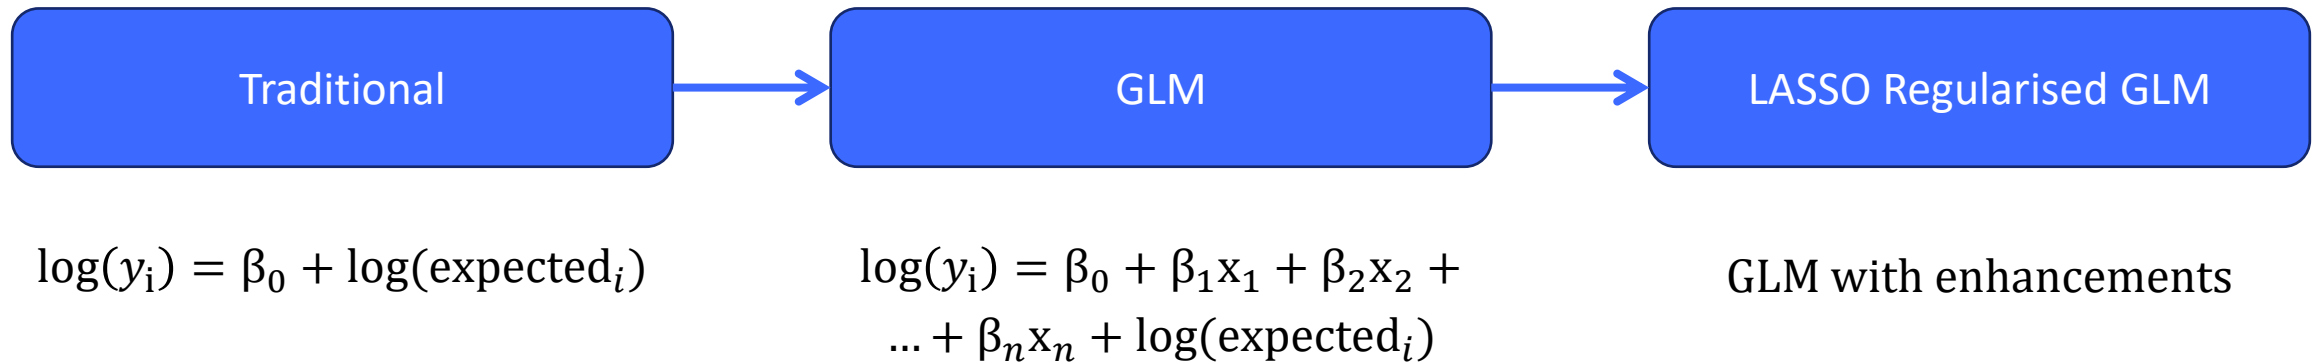 Traditional
GLM
LASSO Regularised GLM
log(yᵢ) = β₀ + log(expectedᵢ)
log(yᵢ) = β₀ + β₁x₁ + β₂x₂ +
... + βₙxₙ + log(expectedᵢ)
GLM with enhancements